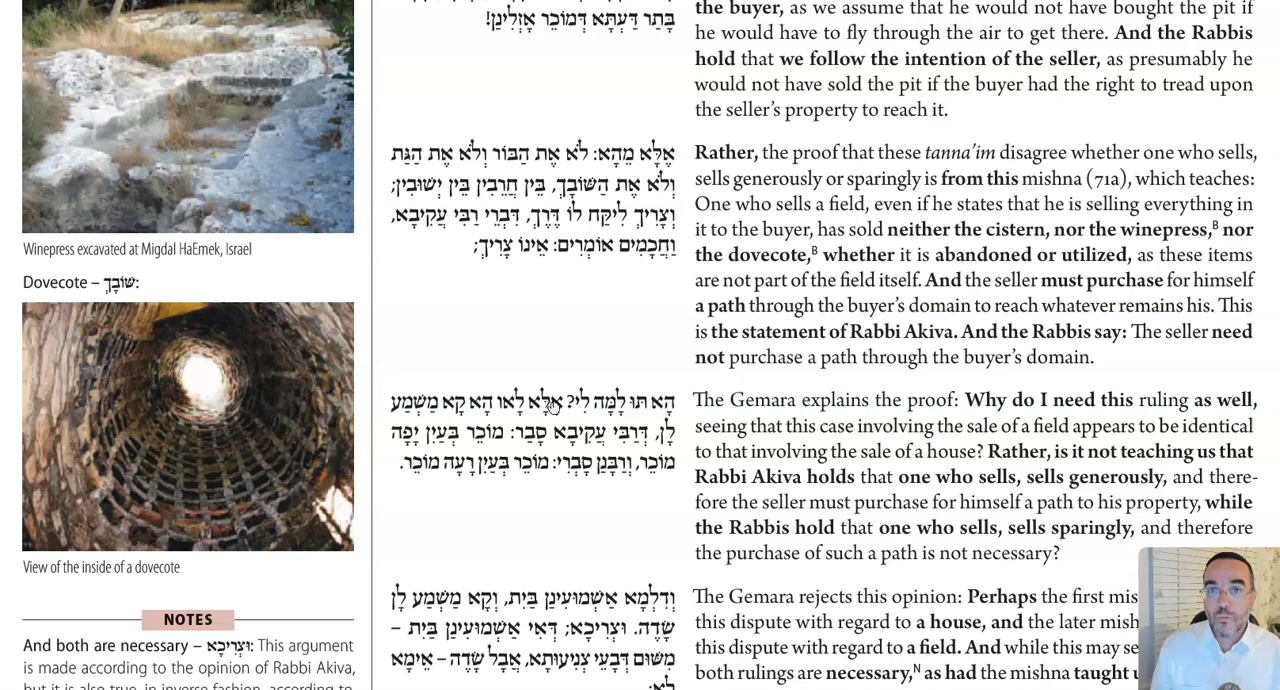 Winepress excavated at Migdal HaEmek, Israel
Dovecote – שׁוֹבָךְ:
View of the inside of a dovecote
NOTES
And both are necessary – וּצְרִיכָא: This argument
is made according to the opinion of Rabbi Akiva,
בָּתַר דַּעְתָּא דְּמוֹכֵר אָזְלִינַן!
אֶלָּא מֵהָא: לֹא אֶת הַבּוֹר וְלֹא אֶת הַגַּת
וְלֹא אֶת הַשּׁוֹבָךְ, בֵּין חֲרֵבִין בֵּין יְשׁוּבִין;
וְצָרִיךְ לִיקַּח לוֹ דֶּרֶךְ, דִּבְרֵי רַבִּי עֲקִיבָא,
וַחֲכָמִים אוֹמְרִים: אֵינוֹ צָרִיךְ;
הָא תּוּ לָמָּה לִי? אֶלָּא לָאו הָא קָא מַשְׁמַע
לַן, דְּרַבִּי עֲקִיבָא סָבַר: מוֹכֵר בְּעַיִן יָפָה
מוֹכֵר, וְרַבָּנַן סָבְרִי: מוֹכֵר בְּעַיִן רָעָה מוֹכֵר.
וְדִלְמָא אַשְׁמוּעִינַן בַּיִת, וְקָא מַשְׁמַע לַן
שָׂדֶה. וּצְרִיכָא; דְּאִי אַשְׁמוּעִינַן בַּיִת –
מִשּׁוּם דְּבָעֵי צְנִיעוּתָא, אֲבָל שָׂדֶה – אֵימָא
the buyer, as we assume that he would not have bought the pit if
he would have to fly through the air to get there. And the Rabbis
hold that we follow the intention of the seller, as presumably he
would not have sold the pit if the buyer had the right to tread upon
the seller's property to reach it.
Rather, the proof that these tanna'im disagree whether one who sells,
sells generously or sparingly is from this mishna (71a), which teaches:
One who sells a field, even if he states that he is selling everything in
it to the buyer, has sold neither the cistern, nor the winepress,B nor
the dovecote,B whether it is abandoned or utilized, as these items
are not part of the field itself. And the seller must purchase for himself
a path through the buyer's domain to reach whatever remains his. This
is the statement of Rabbi Akiva. And the Rabbis say: The seller need
not purchase a path through the buyer's domain.
The Gemara explains the proof: Why do I need this ruling as well,
seeing that this case involving the sale of a field appears to be identical
to that involving the sale of a house? Rather, is it not teaching us that
Rabbi Akiva holds that one who sells, sells generously, and there-
fore the seller must purchase for himself a path to his property, while
the Rabbis hold that one who sells, sells sparingly, and therefore
the purchase of such a path is not necessary?
The Gemara rejects this opinion: Perhaps the first mis
this dispute with regard to a house, and the later mish
this dispute with regard to a field. And while this may se
both rulings are necessary,N as had the mishna taught